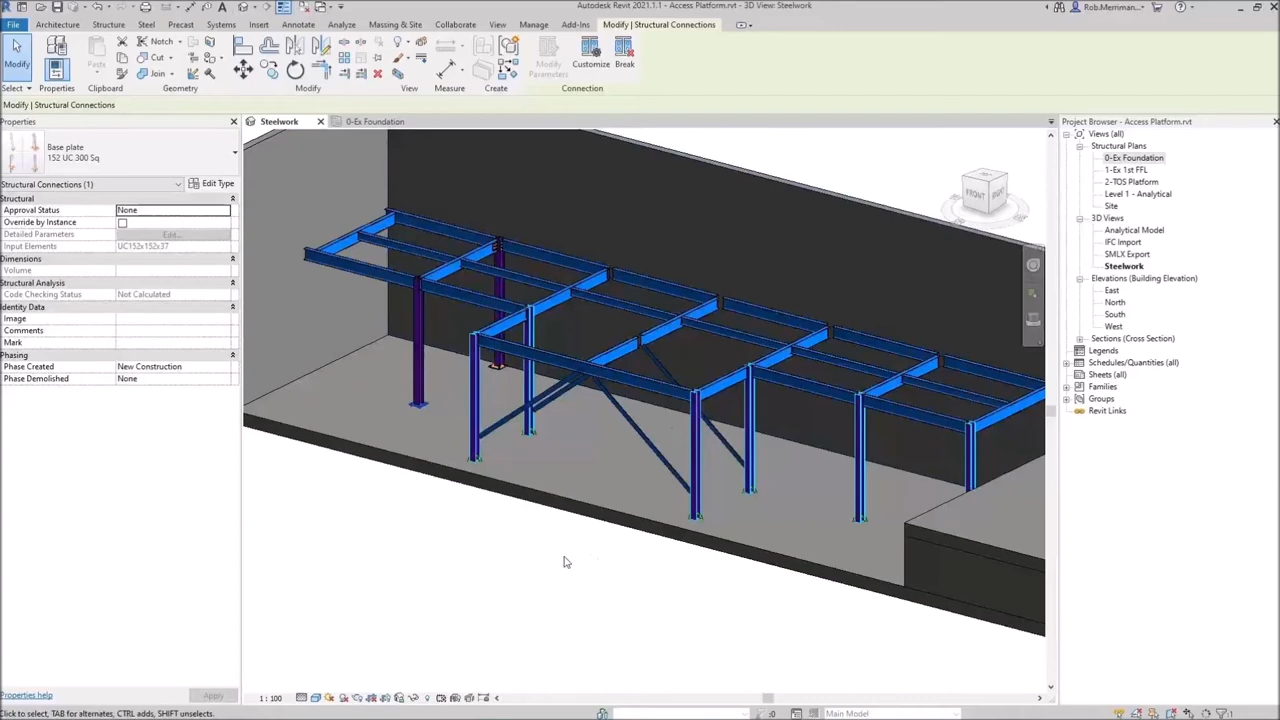 Autodesk Revit 2021.1.1 - Access Platform.rvt - 3D View: Steelwork
Rob.Merriman...
File Architecture Structure Steel Precast Systems Insert Annotate Analyze Massing & Site Collaborate View Manage Add-Ins Modify | Structural Connections
Modify Paste Notch Modify Parameters Customize Break
Cut
Join
Select Properties Clipboard Geometry Modify View Measure Create Connection
Modify | Structural Connections
Properties
Steelwork
0-Ex Foundation
Project Browser - Access Platform.rvt
Base plate
152 UC 300 Sq
Structural Connections (1)
Edit Type
Structural
Approval Status None
Override by Instance
Detailed Parameters Edit...
Input Elements UC152x152x37
Dimensions
Volume
Structural Analysis
Code Checking Status Not Calculated
Identity Data
Image
Comments
Mark
Phasing
Phase Created New Construction
Phase Demolished None
Properties help
Apply
FRONT
Views (all)
Structural Plans
0-Ex Foundation
1-Ex 1st FFL
2-TOS Platform
Level 1 - Analytical
Site
3D Views
Analytical Model
IFC Import
SMLX Export
Steelwork
Elevations (Building Elevation)
East
North
South
West
Sections (Cross Section)
Legends
Schedules/Quantities (all)
Sheets (all)
Families
Groups
Revit Links
1 : 100
Click to select, TAB for alternates, CTRL adds, SHIFT unselects.
:0
Main Model
:1